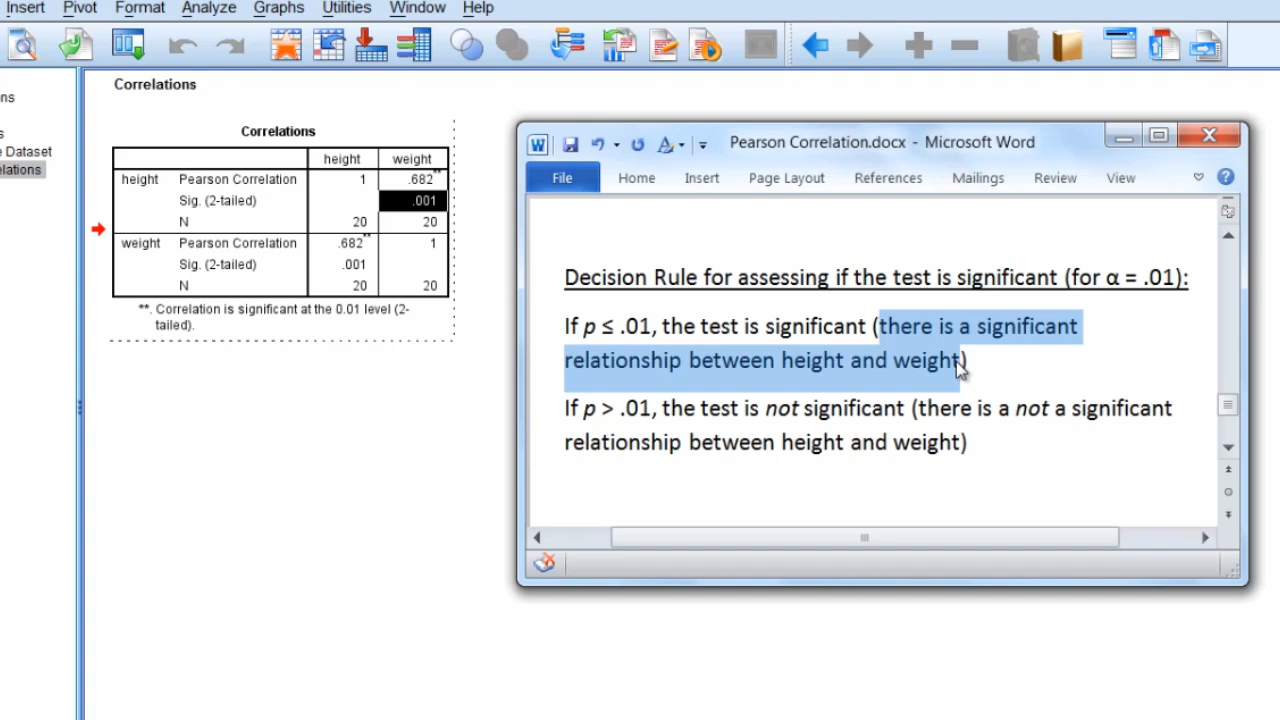 Insert Pivot Format Analyze Graphs Utilities Window Help
Correlations
ns
s
e Dataset
elations
Correlations
height weight
height Pearson Correlation 1 .682**
Sig. (2-tailed) .001
N 20 20
weight Pearson Correlation .682** 1
Sig. (2-tailed) .001
N 20 20
**. Correlation is significant at the 0.01 level (2-
tailed).
W Pearson Correlation.docx - Microsoft Word
File Home Insert Page Layout References Mailings Review View
Decision Rule for assessing if the test is significant (for α = .01):
If p ≤ .01, the test is significant (there is a significant
relationship between height and weight)
If p > .01, the test is not significant (there is a not a significant
relationship between height and weight)